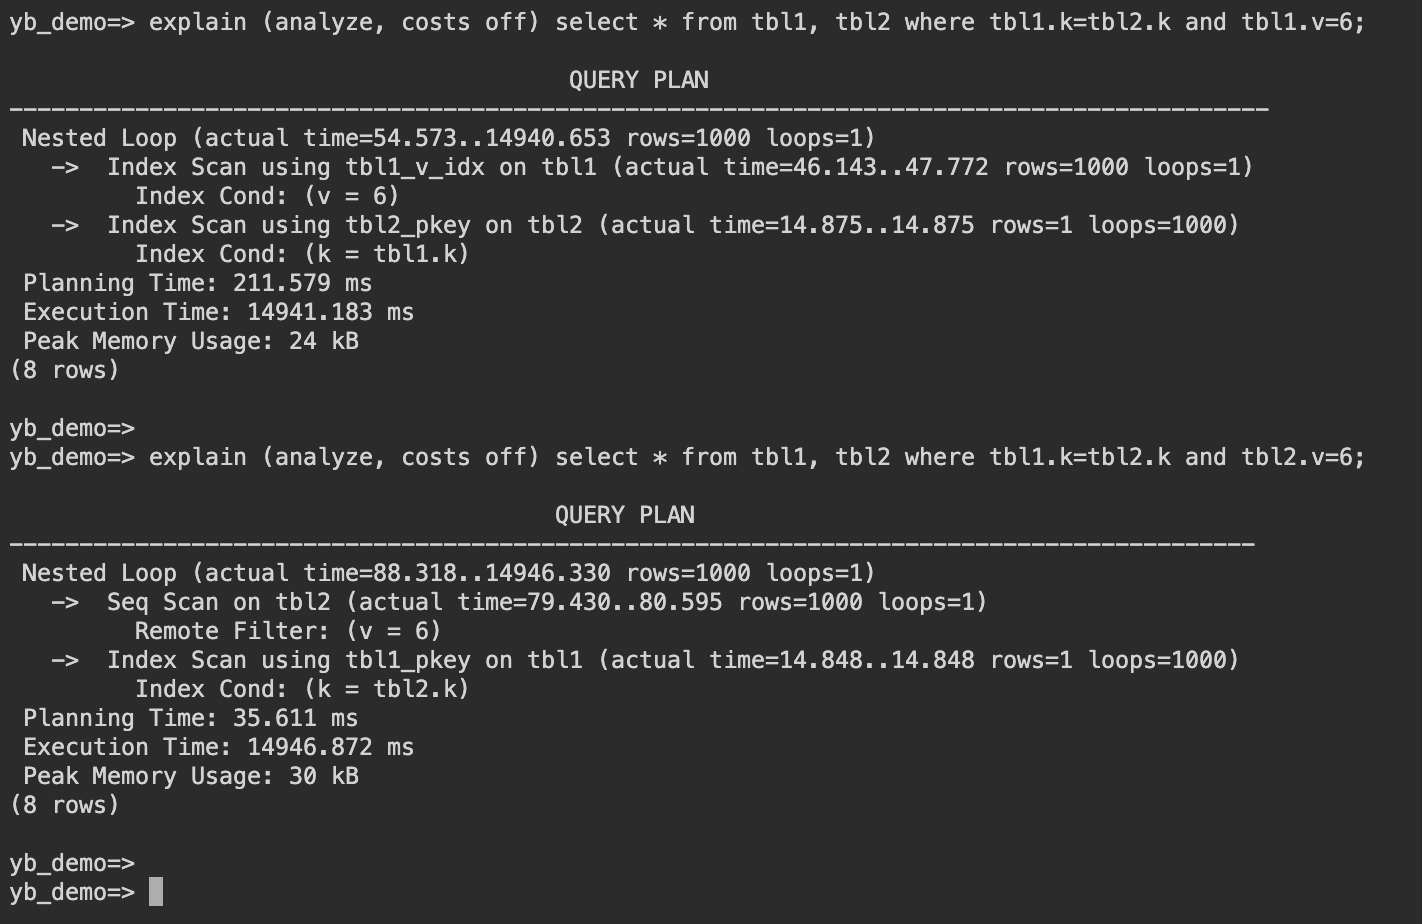 yb_demo=> explain (analyze, costs off) select * from tbl1, tbl2 where tbl1.k=tbl2.k and tbl1.v=6;
QUERY PLAN
------------------------------------------------------------------------------------------
Nested Loop (actual time=54.573..14940.653 rows=1000 loops=1)
  ->  Index Scan using tbl1_v_idx on tbl1 (actual time=46.143..47.772 rows=1000 loops=1)
        Index Cond: (v = 6)
  ->  Index Scan using tbl2_pkey on tbl2 (actual time=14.875..14.875 rows=1 loops=1000)
        Index Cond: (k = tbl1.k)
Planning Time: 211.579 ms
Execution Time: 14941.183 ms
Peak Memory Usage: 24 kB
(8 rows)
yb_demo=>
yb_demo=> explain (analyze, costs off) select * from tbl1, tbl2 where tbl1.k=tbl2.k and tbl2.v=6;
QUERY PLAN
-----------------------------------------------------------------------------------------
Nested Loop (actual time=88.318..14946.330 rows=1000 loops=1)
  ->  Seq Scan on tbl2 (actual time=79.430..80.595 rows=1000 loops=1)
        Remote Filter: (v = 6)
  ->  Index Scan using tbl1_pkey on tbl1 (actual time=14.848..14.848 rows=1 loops=1000)
        Index Cond: (k = tbl2.k)
Planning Time: 35.611 ms
Execution Time: 14946.872 ms
Peak Memory Usage: 30 kB
(8 rows)
yb_demo=>
yb_demo=>